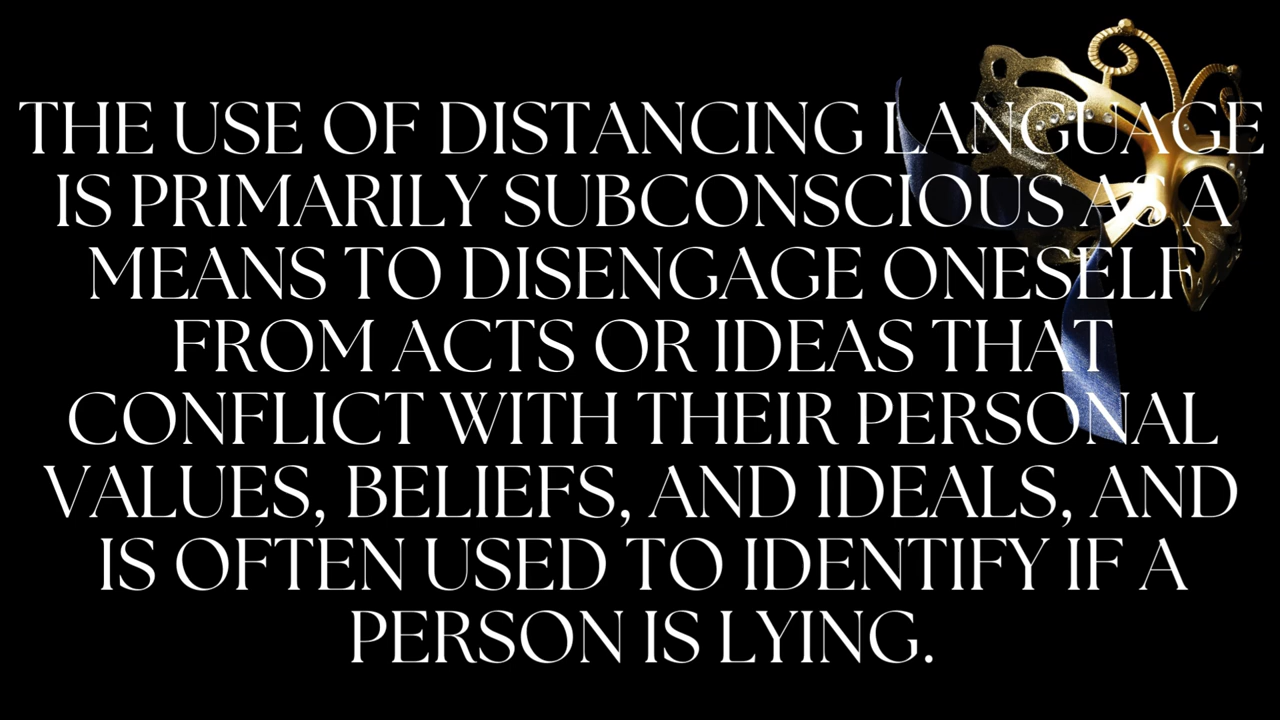 THE USE OF DISTANCING LANGUAGE
IS PRIMARILY SUBCONSCIOUS AS A
MEANS TO DISENGAGE ONESELF
FROM ACTS OR IDEAS THAT
CONFLICT WITH THEIR PERSONAL
VALUES, BELIEFS, AND IDEALS, AND
IS OFTEN USED TO IDENTIFY IF A
PERSON IS LYING.